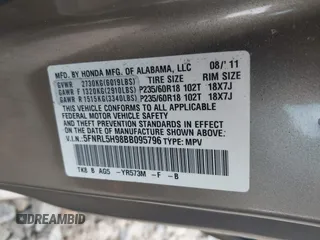 MFD. BY HONDA MFG. OF ALABAMA, LLC 08/'11
GVWR 2730KG(6019LBS) TIRE SIZE RIM SIZE
GAWR F 1320KG(2910LBS) P235/60R18 102T 18X7J
GAWR R 1515KG(3340LBS) P235/60R18 102T 18X7J
THIS VEHICLE CONFORMS TO ALL APPLICABLE
FEDERAL MOTOR VEHICLE SAFETY AND THEFT
PREVENTION STANDARDS IN EFFECT ON THE
DATE OF MANUFACTURE SHOWN ABOVE.
V.I.N.: 5FNRL5H98BB095796 TYPE: MPV
TK8 B AGS -YR573M -F -B
AMERIBID